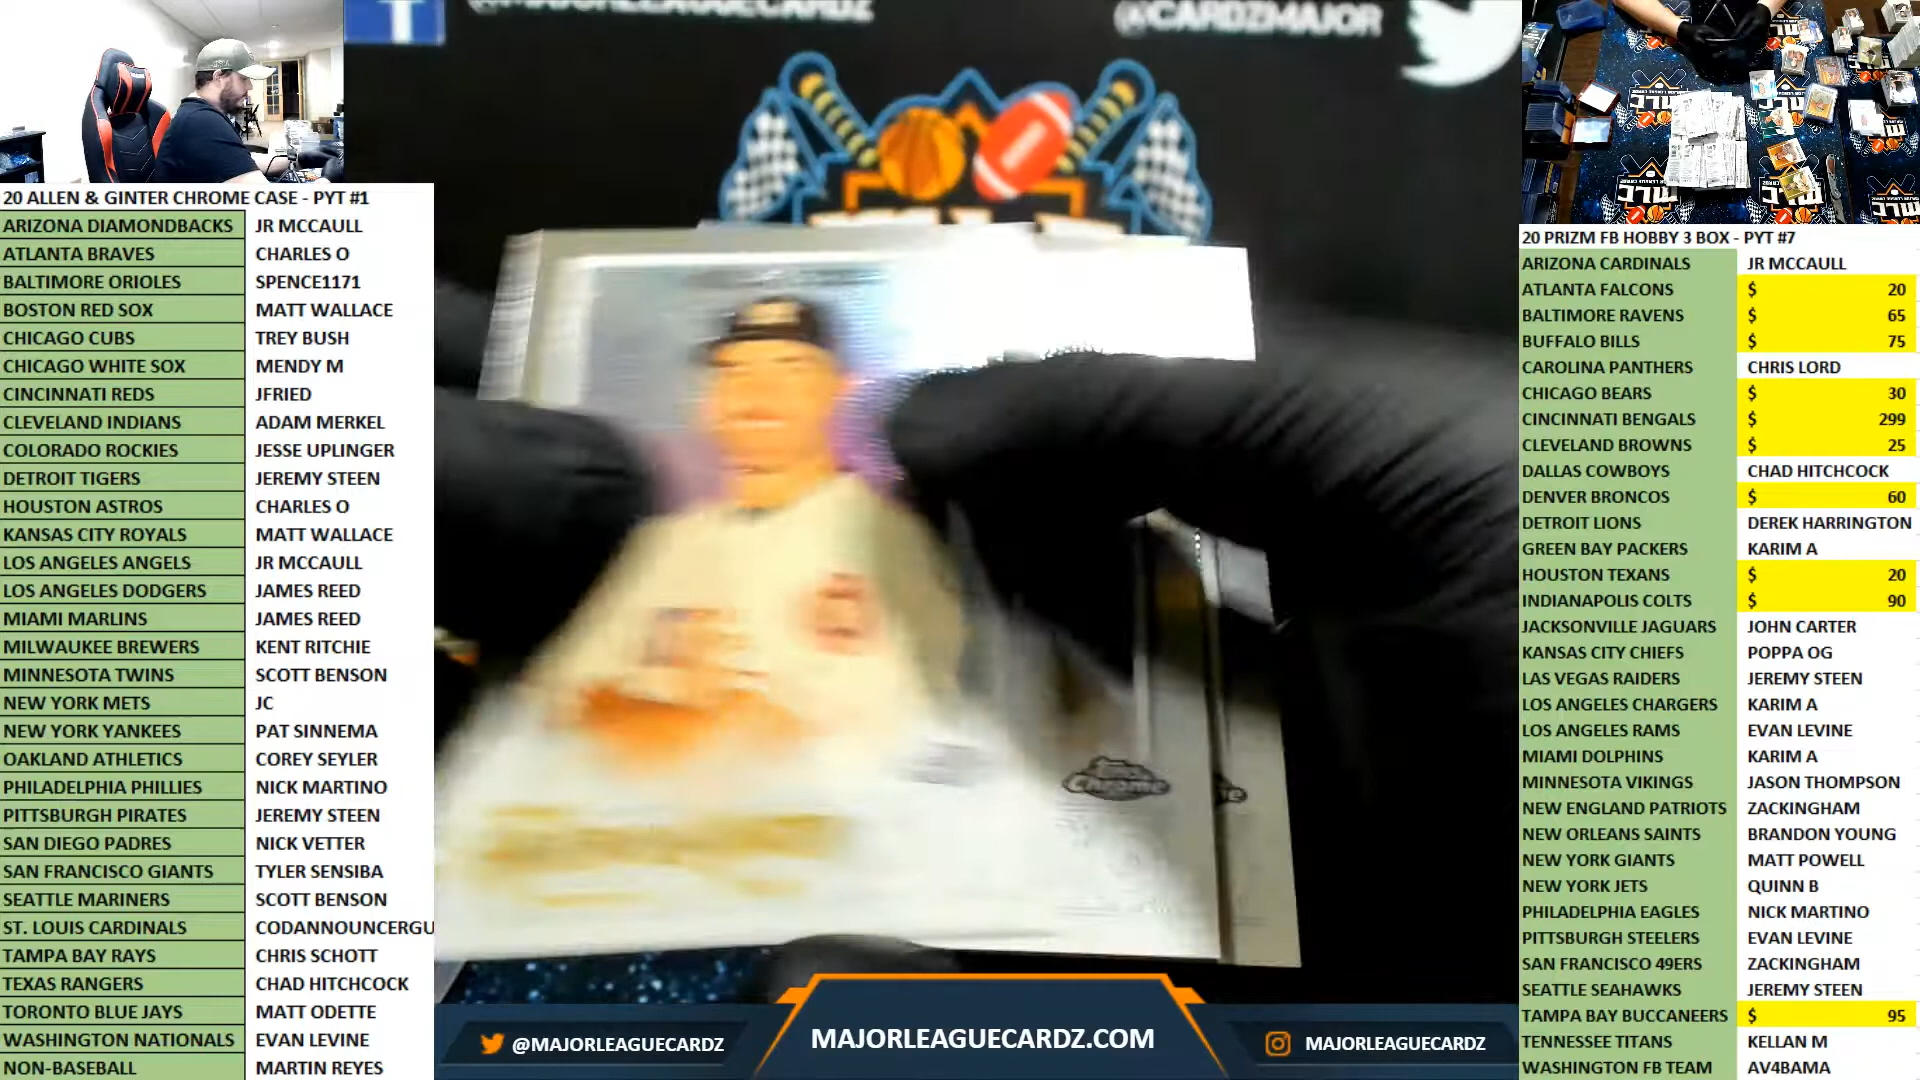 @MAJORLEAGUECARDZ
@CARDZMAJOR
20 ALLEN & GINTER CHROME CASE - PYT #1
ARIZONA DIAMONDBACKS JR MCCAULL
ATLANTA BRAVES CHARLES O
BALTIMORE ORIOLES SPENCE1171
BOSTON RED SOX MATT WALLACE
CHICAGO CUBS TREY BUSH
CHICAGO WHITE SOX MENDY M
CINCINNATI REDS JFRIED
CLEVELAND INDIANS ADAM MERKEL
COLORADO ROCKIES JESSE UPLINGER
DETROIT TIGERS JEREMY STEEN
HOUSTON ASTROS CHARLES O
KANSAS CITY ROYALS MATT WALLACE
LOS ANGELES ANGELS JR MCCAULL
LOS ANGELES DODGERS JAMES REED
MIAMI MARLINS JAMES REED
MILWAUKEE BREWERS KENT RITCHIE
MINNESOTA TWINS SCOTT BENSON
NEW YORK METS JC
NEW YORK YANKEES PAT SINNEMA
OAKLAND ATHLETICS COREY SEYLER
PHILADELPHIA PHILLIES NICK MARTINO
PITTSBURGH PIRATES JEREMY STEEN
SAN DIEGO PADRES NICK VETTER
SAN FRANCISCO GIANTS TYLER SENSIBA
SEATTLE MARINERS SCOTT BENSON
ST. LOUIS CARDINALS CODANNOUNCERGU
TAMPA BAY RAYS CHRIS SCHOTT
TEXAS RANGERS CHAD HITCHCOCK
TORONTO BLUE JAYS MATT ODETTE
WASHINGTON NATIONALS EVAN LEVINE
NON-BASEBALL MARTIN REYES
Chrome
@MAJORLEAGUECARDZ
MAJORLEAGUECARDZ.COM
MAJORLEAGUECARDZ
20 PRIZM FB HOBBY 3 BOX - PYT #7
ARIZONA CARDINALS JR MCCAULL
ATLANTA FALCONS $ 20
BALTIMORE RAVENS $ 65
BUFFALO BILLS $ 75
CAROLINA PANTHERS CHRIS LORD
CHICAGO BEARS $ 30
CINCINNATI BENGALS $ 299
CLEVELAND BROWNS $ 25
DALLAS COWBOYS CHAD HITCHCOCK
DENVER BRONCOS $ 60
DETROIT LIONS DEREK HARRINGTON
GREEN BAY PACKERS KARIM A
HOUSTON TEXANS $ 20
INDIANAPOLIS COLTS $ 90
JACKSONVILLE JAGUARS JOHN CARTER
KANSAS CITY CHIEFS POPPA OG
LAS VEGAS RAIDERS JEREMY STEEN
LOS ANGELES CHARGERS KARIM A
LOS ANGELES RAMS EVAN LEVINE
MIAMI DOLPHINS KARIM A
MINNESOTA VIKINGS JASON THOMPSON
NEW ENGLAND PATRIOTS ZACKINGHAM
NEW ORLEANS SAINTS BRANDON YOUNG
NEW YORK GIANTS MATT POWELL
NEW YORK JETS QUINN B
PHILADELPHIA EAGLES NICK MARTINO
PITTSBURGH STEELERS EVAN LEVINE
SAN FRANCISCO 49ERS ZACKINGHAM
SEATTLE SEAHAWKS JEREMY STEEN
TAMPA BAY BUCCANEERS $ 95
TENNESSEE TITANS KELLAN M
WASHINGTON FB TEAM AV4BAMA